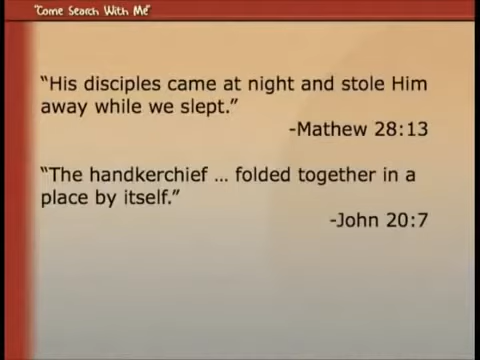 "Come Search With Me"
“His disciples came at night and stole Him
away while we slept.”
-Mathew 28:13
“The handkerchief ... folded together in a
place by itself.”
-John 20:7